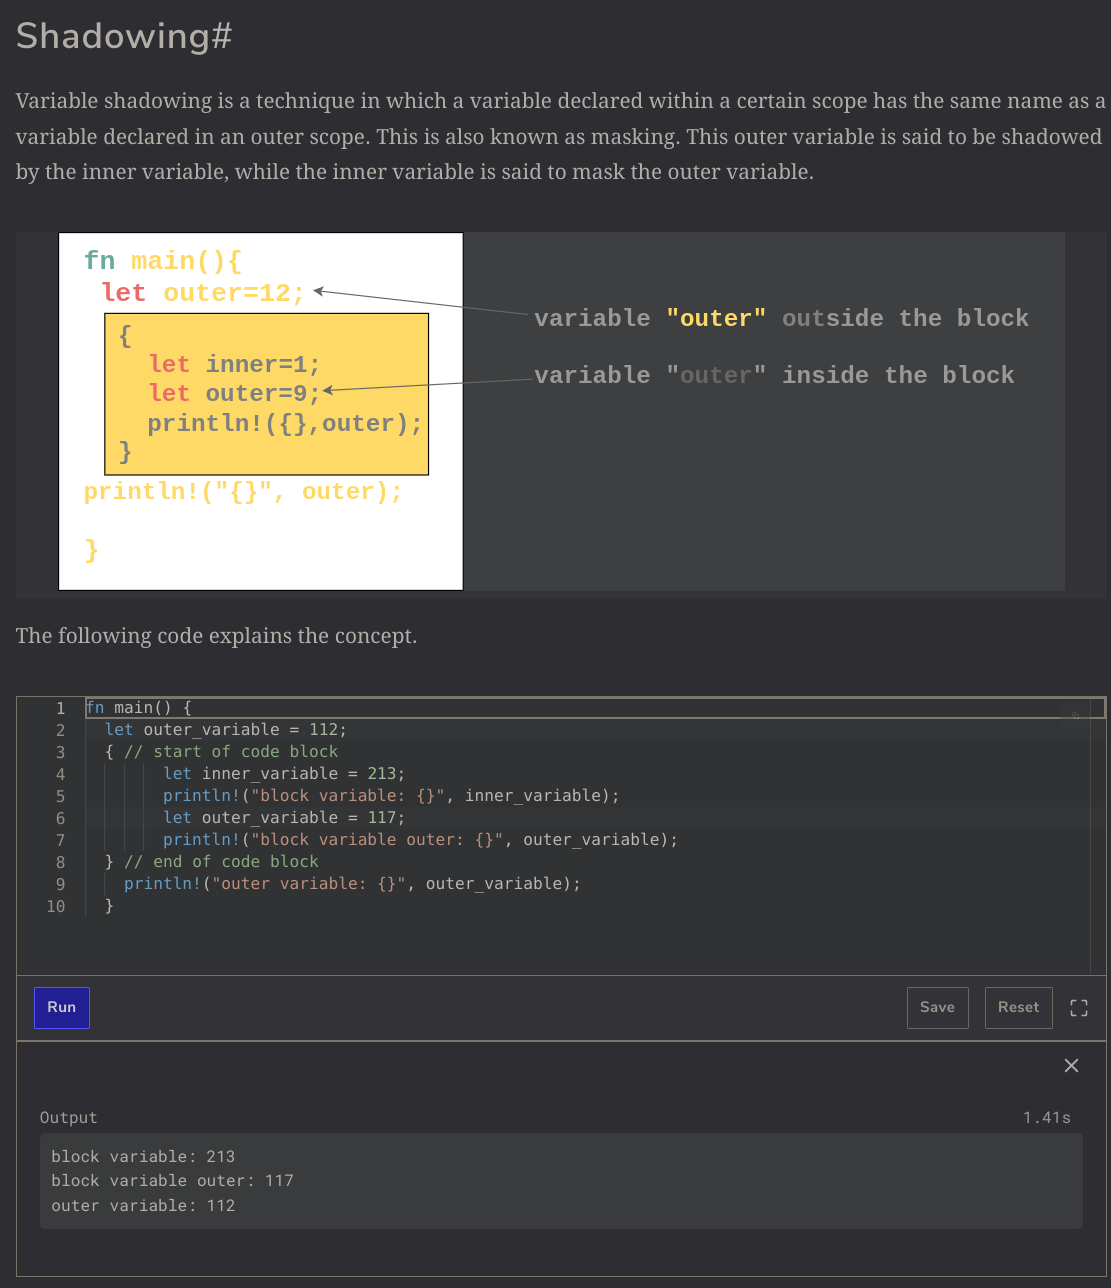 Shadowing#
Variable shadowing is a technique in which a variable declared within a certain scope has the same name as a
variable declared in an outer scope. This is also known as masking. This outer variable is said to be shadowed
by the inner variable, while the inner variable is said to mask the outer variable.
fn main(){
let outer=12;
{
let inner=1;
let outer=9;
println!({},outer);
}
println!("{}", outer);
}
variable "outer" outside the block
variable "outer" inside the block
The following code explains the concept.
1 fn main() {
2 let outer_variable = 112;
3 { // start of code block
4 let inner_variable = 213;
5 println!("block variable: {}", inner_variable);
6 let outer_variable = 117;
7 println!("block variable outer: {}", outer_variable);
8 } // end of code block
9 println!("outer variable: {}", outer_variable);
10 }
Run Save Reset
Output 1.41s
block variable: 213
block variable outer: 117
outer variable: 112